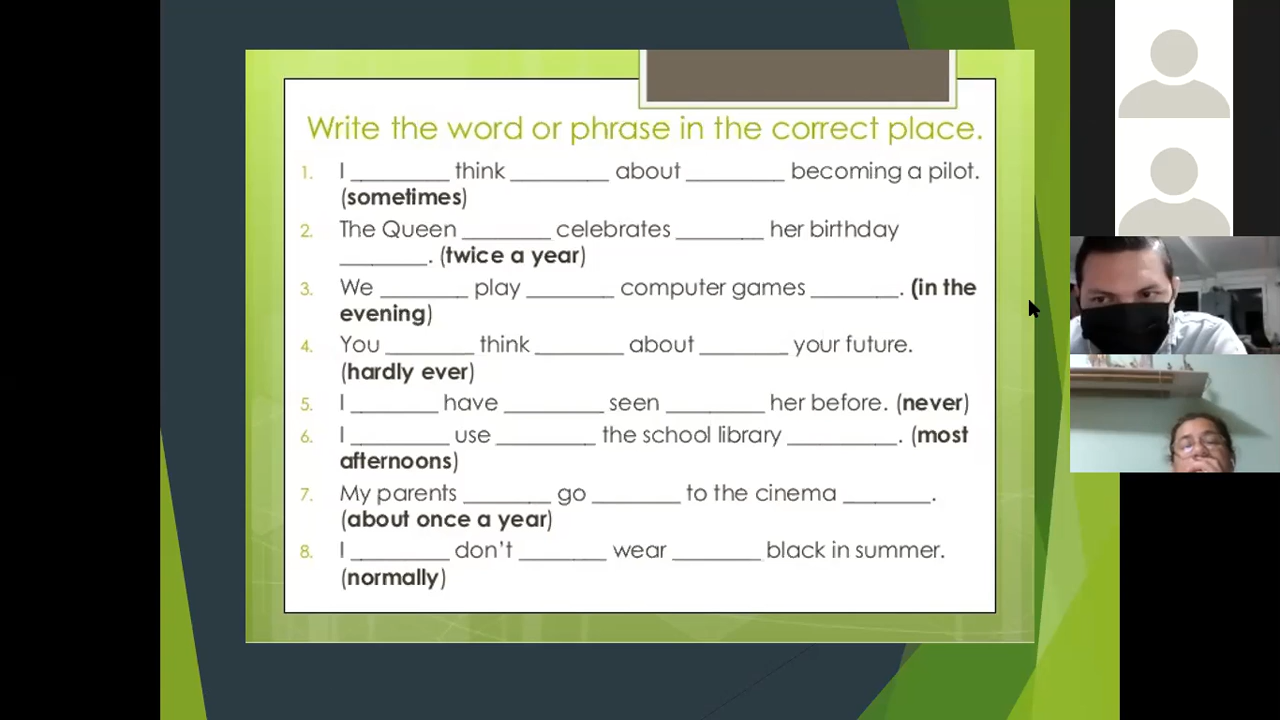 Write the word or phrase in the correct place.
1. I _________ think _________ about _________ becoming a pilot.
(sometimes)
2. The Queen ________ celebrates ________ her birthday
________. (twice a year)
3. We ________ play ________ computer games ________. (in the
evening)
4. You ________ think ________ about ________ your future.
(hardly ever)
5. I ________ have _________ seen _________ her before. (never)
6. I _________ use _________ the school library __________. (most
afternoons)
7. My parents ________ go ________ to the cinema ________.
(about once a year)
8. I _________ don't ________ wear ________ black in summer.
(normally)